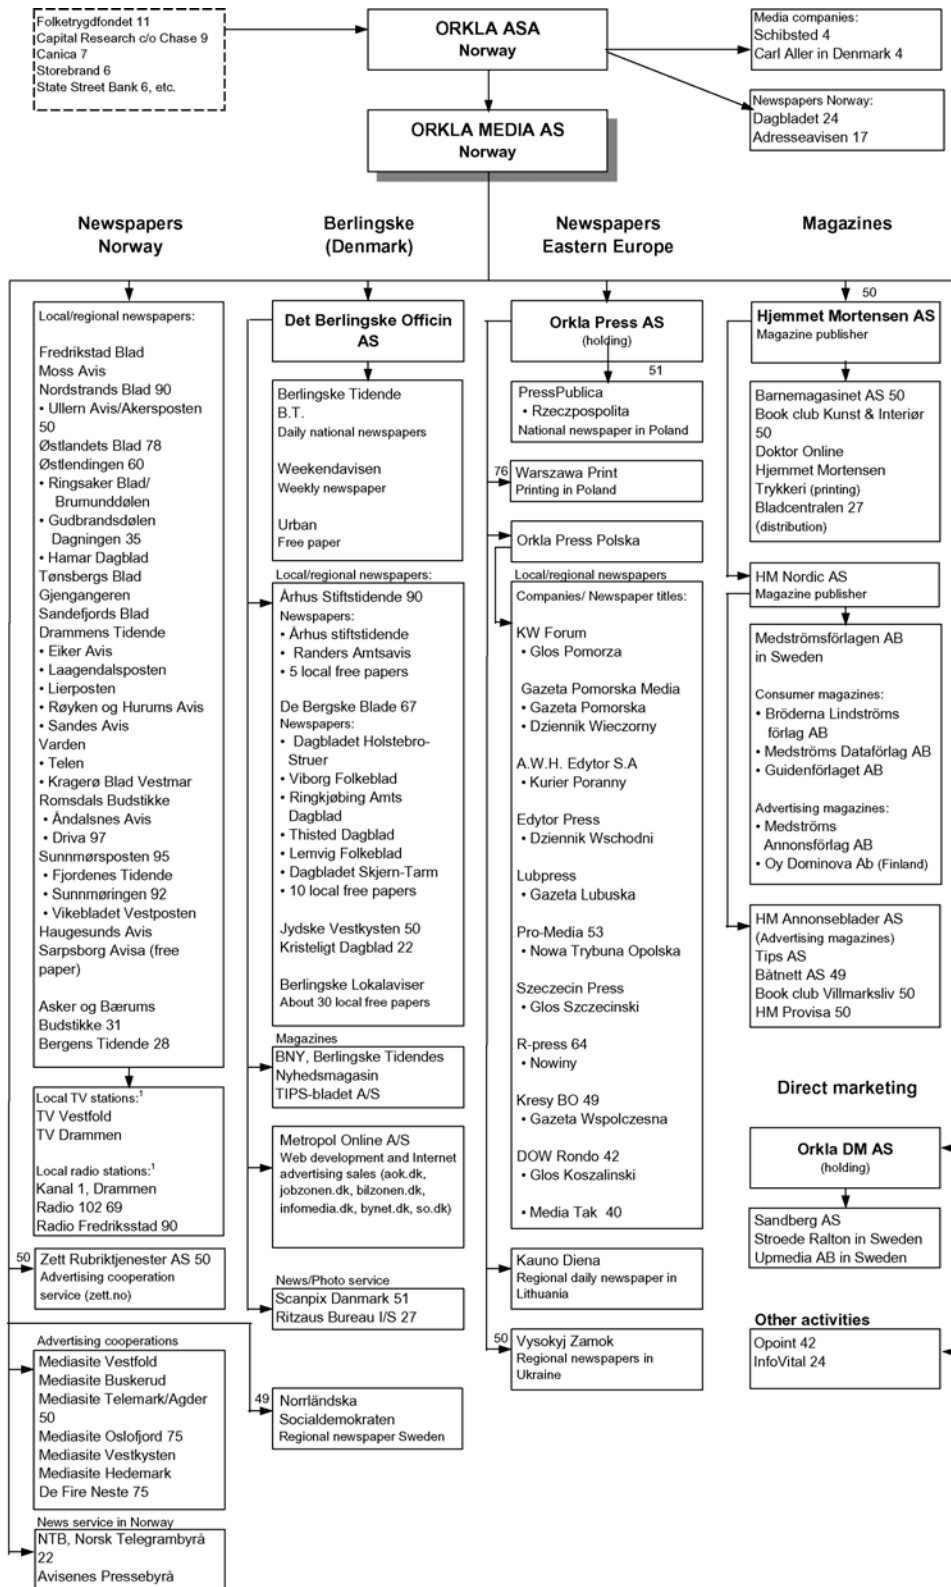 Folketrygdfondet 11
Capital Research c/o Chase 9
Canica 7
Storebrand 6
State Street Bank 6, etc.
ORKLA ASA
Norway
Media companies:
Schibsted 4
Carl Aller in Denmark 4
Newspapers Norway:
Dagbladet 24
Adresseavisen 17
ORKLA MEDIA AS
Norway
Newspapers
Norway
Local/regional newspapers:
Fredrikstad Blad
Moss Avis
Nordstrands Blad 90
• Ullern Avis/Akersposten
50
Østlandets Blad 78
Østlendingen 60
• Ringsaker Blad/
Brumunddølen
• Gudbrandsdølen
Dagningen 35
• Hamar Dagblad
Tønsbergs Blad
Gjengangeren
Sandefjords Blad
Drammens Tidende
• Eiker Avis
• Laagendalsposten
• Lierposten
• Røyken og Hurums Avis
• Sandes Avis
Varden
• Telen
• Kragerø Blad Vestmar
Romsdals Budstikke
• Åndalsnes Avis
• Driva 97
Sunnmørsposten 95
• Fjordenes Tidende
• Sunnmøringen 92
• Vikebladet Vestposten
Haugesunds Avis
Sarpsborg Avisa (free
paper)
Asker og Bærums
Budstikke 31
Bergens Tidende 28
Local TV stations:¹
TV Vestfold
TV Drammen
Local radio stations:¹
Kanal 1, Drammen
Radio 102 69
Radio Fredriksstad 90
50
Zett Rubriktjenester AS 50
Advertising cooperation
service (zett.no)
Advertising cooperations
Mediasite Vestfold
Mediasite Buskerud
Mediasite Telemark/Agder
50
Mediasite Oslofjord 75
Mediasite Vestkysten
Mediasite Hedemark
De Fire Neste 75
News service in Norway
NTB, Norsk Telegrambyrå
22
Avisenes Pressebyrå
Berlingske
(Denmark)
Det Berlingske Officin
AS
Berlingske Tidende
B.T.
Daily national newspapers
Weekendavisen
Weekly newspaper
Urban
Free paper
Local/regional newspapers:
Århus Stiftstidende 90
Newspapers:
• Århus stiftstidende
• Randers Amtsavis
• 5 local free papers
De Bergske Blade 67
Newspapers:
• Dagbladet Holstebro-
Struer
• Viborg Folkeblad
• Ringkjøbing Amts
Dagblad
• Thisted Dagblad
• Lemvig Folkeblad
• Dagbladet Skjern-Tarm
• 10 local free papers
Jydske Vestkysten 50
Kristeligt Dagblad 22
Berlingske Lokalaviser
About 30 local free papers
Magazines
BNY, Berlingske Tidendes
Nyhedsmagasin
TIPS-bladet A/S
Metropol Online A/S
Web development and Internet
advertising sales (aok.dk,
jobzonen.dk, bilzonen.dk,
infomedia.dk, bynet.dk, so.dk)
News/Photo service
Scanpix Danmark 51
Ritzaus Bureau I/S 27
49
Norrländska
Socialdemokraten
Regional newspaper Sweden
Newspapers
Eastern Europe
Orkla Press AS
(holding)
51
PressPublica
• Rzeczpospolita
National newspaper in Poland
76
Warszawa Print
Printing in Poland
Orkla Press Polska
Local/regional newspapers
Companies/ Newspaper titles:
KW Forum
• Glos Pomorza
Gazeta Pomorska Media
• Gazeta Pomorska
• Dziennik Wieczorny
A.W.H. Edytor S.A
• Kurier Poranny
Edytor Press
• Dziennik Wschodni
Lubpress
• Gazeta Lubuska
Pro-Media 53
• Nowa Trybuna Opolska
Szeczecin Press
• Glos Szczecinski
R-press 64
• Nowiny
Kresy BO 49
• Gazeta Wspolczesna
DOW Rondo 42
• Glos Koszalinski
• Media Tak 40
Kauno Diena
Regional daily newspaper in
Lithuania
50
Vysokyj Zamok
Regional newspapers in
Ukraine
Magazines
50
Hjemmet Mortensen AS
Magazine publisher
Barnemagasinet AS 50
Book club Kunst & Interiør
50
Doktor Online
Hjemmet Mortensen
Trykkeri (printing)
Bladcentralen 27
(distribution)
HM Nordic AS
Magazine publisher
Medströmsförlagen AB
in Sweden
Consumer magazines:
• Bröderna Lindströms
förlag AB
• Medströms Dataförlag AB
• Guidenförlaget AB
Advertising magazines:
• Medströms
Annonsförlag AB
• Oy Dominova Ab (Finland)
HM Annonseblader AS
(Advertising magazines)
Tips AS
Båtnett AS 49
Book club Villmarksliv 50
HM Provisa 50
Direct marketing
Orkla DM AS
(holding)
Sandberg AS
Stroede Ralton in Sweden
Upmedia AB in Sweden
Other activities
Opoint 42
InfoVital 24